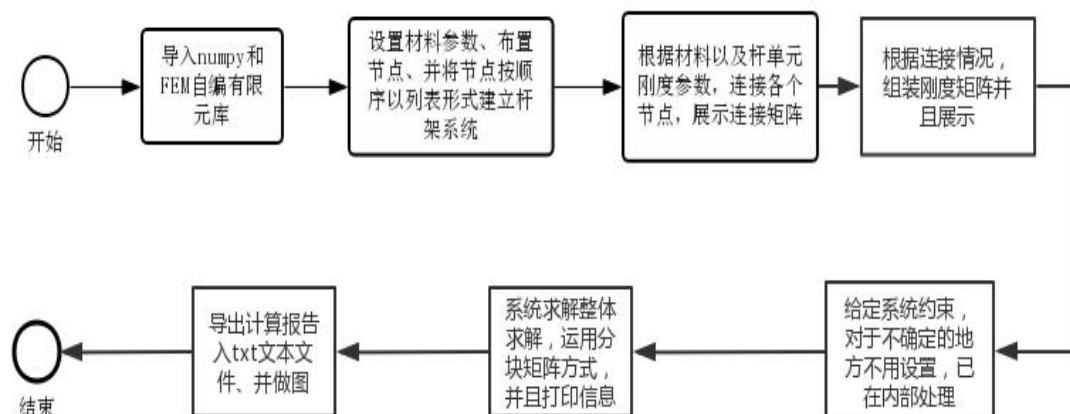 开始
导入numpy和
FEM自编有限
元库
设置材料参数、布置
节点、并将节点按顺
序以列表形式建立杆
架系统
根据材料以及杆单元
刚度参数，连接各个
节点，展示连接矩阵
根据连接情况，
组装刚度矩阵并
且展示
给定系统约束，
对于不确定的地
方不用设置，已
在内部处理
系统求解整体
求解，运用分
块矩阵方式，
并且打印信息
导出计算报告
入txt文本文
件、并做图
结束